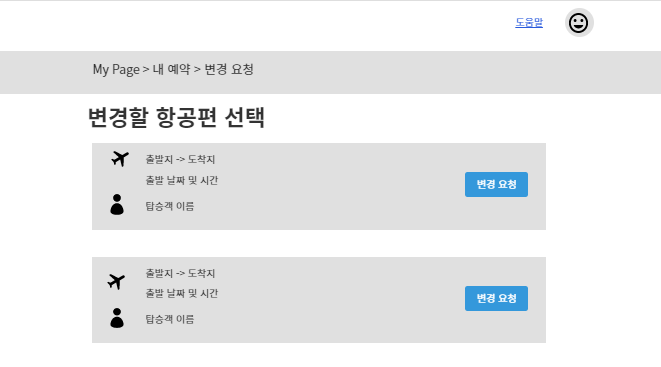 도움말
My Page > 내 예약 > 변경 요청
변경할 항공편 선택
출발지 -> 도착지
출발 날짜 및 시간
변경 요청
탑승객 이름
출발지 -> 도착지
출발 날짜 및 시간
변경 요청
탑승객 이름